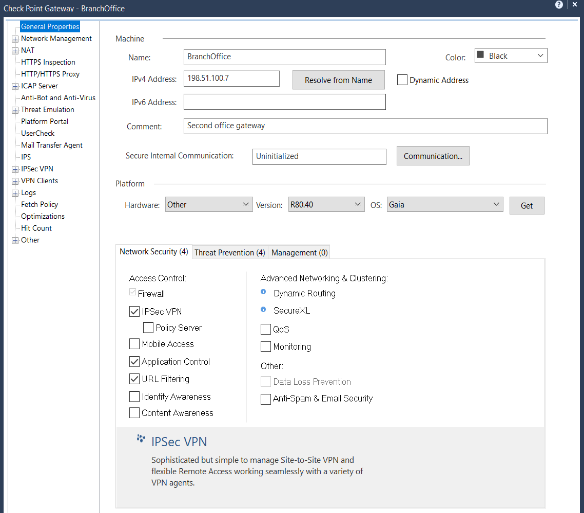 Check Point Gateway - BranchOffice
? ×
General Properties
Network Management
NAT
HTTPS Inspection
HTTP/HTTPS Proxy
ICAP Server
Anti-Bot and Anti-Virus
Threat Emulation
Platform Portal
UserCheck
Mail Transfer Agent
IPS
IPSec VPN
VPN Clients
Logs
Fetch Policy
Optimizations
Hit Count
Other
Machine
Name: BranchOffice Color: Black
IPv4 Address: 198.51.100.7 Resolve from Name Dynamic Address
IPv6 Address:
Comment: Second office gateway
Secure Internal Communication: Uninitialized Communication...
Platform
Hardware: Other Version: R80.40 OS: Gaia Get
Network Security (4) Threat Prevention (4) Management (0)
Access Control:
Firewall
IPSec VPN
Policy Server
Mobile Access
Application Control
URL Filtering
Identity Awareness
Content Awareness
Advanced Networking & Clustering:
Dynamic Routing
SecureXL
QoS
Monitoring
Other:
Data Loss Prevention
Anti-Spam & Email Security
IPSec VPN
Sophisticated but simple to manage Site-to-Site VPN and
flexible Remote Access working seamlessly with a variety of
VPN agents.